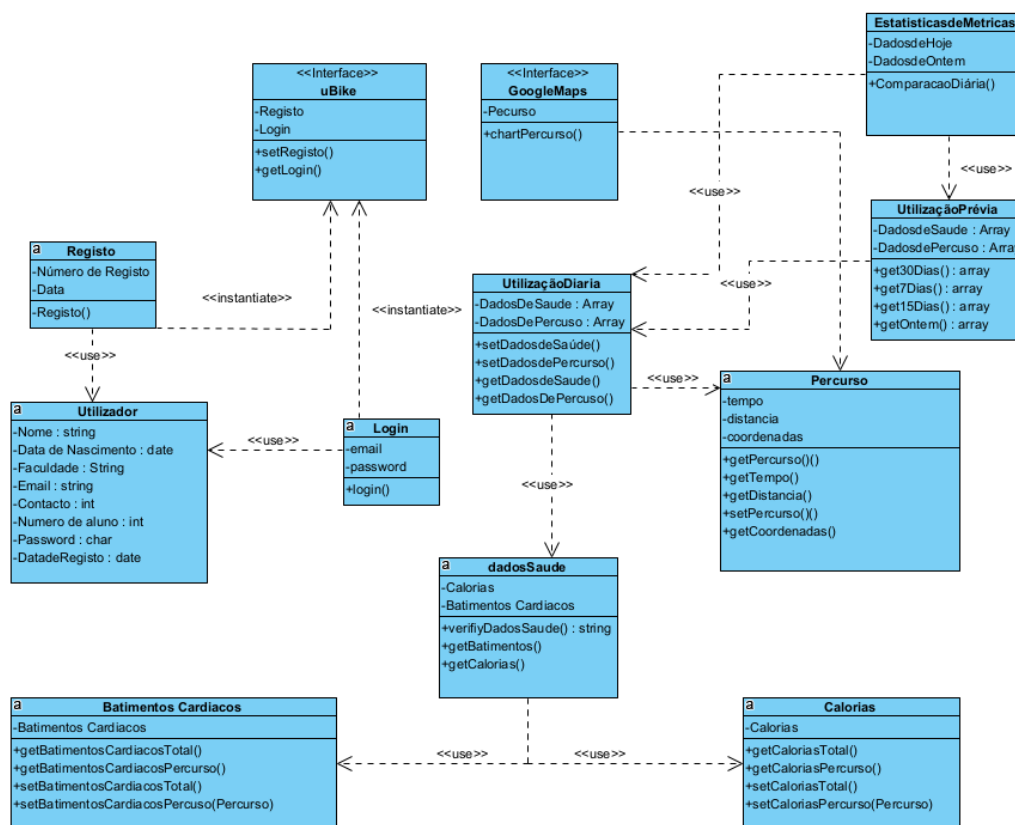 EstatisticasdeMetricas
-DadosdeHoje
-DadosdeOntem
+ComparacaoDiária()
<<Interface>>
uBike
-Registo
-Login
+setRegisto()
+getLogin()
<<Interface>>
GoogleMaps
-Pecurso
+chartPercurso()
<<use>>
<<use>>
UtilizaçãoPrévia
-DadosdeSaude : Array
-DadosdePercuso : Array
+get30Dias() : array
+get7Dias() : array
+get15Dias() : array
+getOntem() : array
a
Registo
-Número de Registo
-Data
-Registo()
<<instantiate>>
<<instantiate>>
<<use>>
UtilizaçãoDiaria
-DadosDeSaude : Array
-DadosDePercuso : Array
+setDadosdeSaúde()
+setDadosdePercurso()
+getDadosdeSaude()
+getDadosDePercuso()
<<use>>
<<use>>
a
Percurso
-tempo
-distancia
-coordenadas
+getPercurso()()
+getTempo()
+getDistancia()
+setPercurso()()
+getCoordenadas()
a
Utilizador
-Nome : string
-Data de Nascimento : date
-Faculdade : String
-Email : string
-Contacto : int
-Numero de aluno : int
-Password : char
-DatadeRegisto : date
<<use>>
a
Login
-email
-password
+login()
<<use>>
a
dadosSaude
-Calorias
-Batimentos Cardiacos
+verifiyDadosSaude() : string
+getBatimentos()
+getCalorias()
a
Batimentos Cardiacos
-Batimentos Cardiacos
+getBatimentosCardiacosTotal()
+getBatimentosCardiacosPercurso()
+setBatimentosCardiacosTotal()
+setBatimentosCardiacosPercuso(Percurso)
<<use>>
<<use>>
a
Calorias
-Calorias
+getCaloriasTotal()
+getCaloriasPercurso()
+setCaloriasTotal()
+setCaloriasPercurso(Percurso)